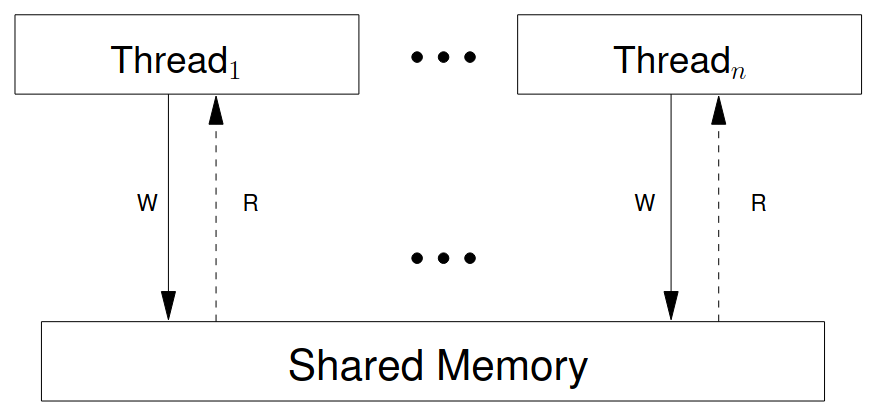 Thread₁ ••• Threadₙ
W R W R
•••
Shared Memory